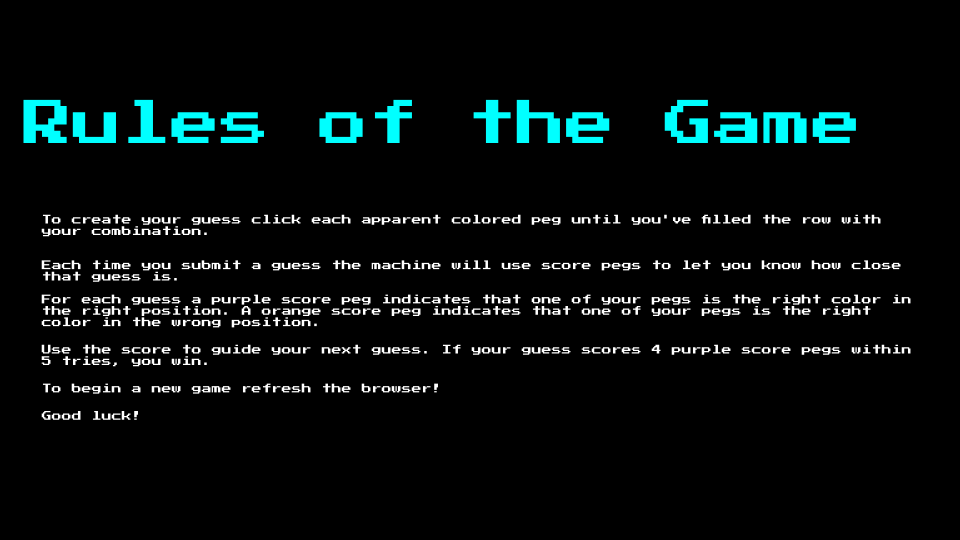 Rules of the Game
To create your guess click each apparent colored peg until you've filled the row with
your combination.
Each time you submit a guess the machine will use score pegs to let you know how close
that guess is.
For each guess a purple score peg indicates that one of your pegs is the right color in
the right position. A orange score peg indicates that one of your pegs is the right
color in the wrong position.
Use the score to guide your next guess. If your guess scores 4 purple score pegs within
5 tries, you win.
To begin a new game refresh the browser!
Good luck!